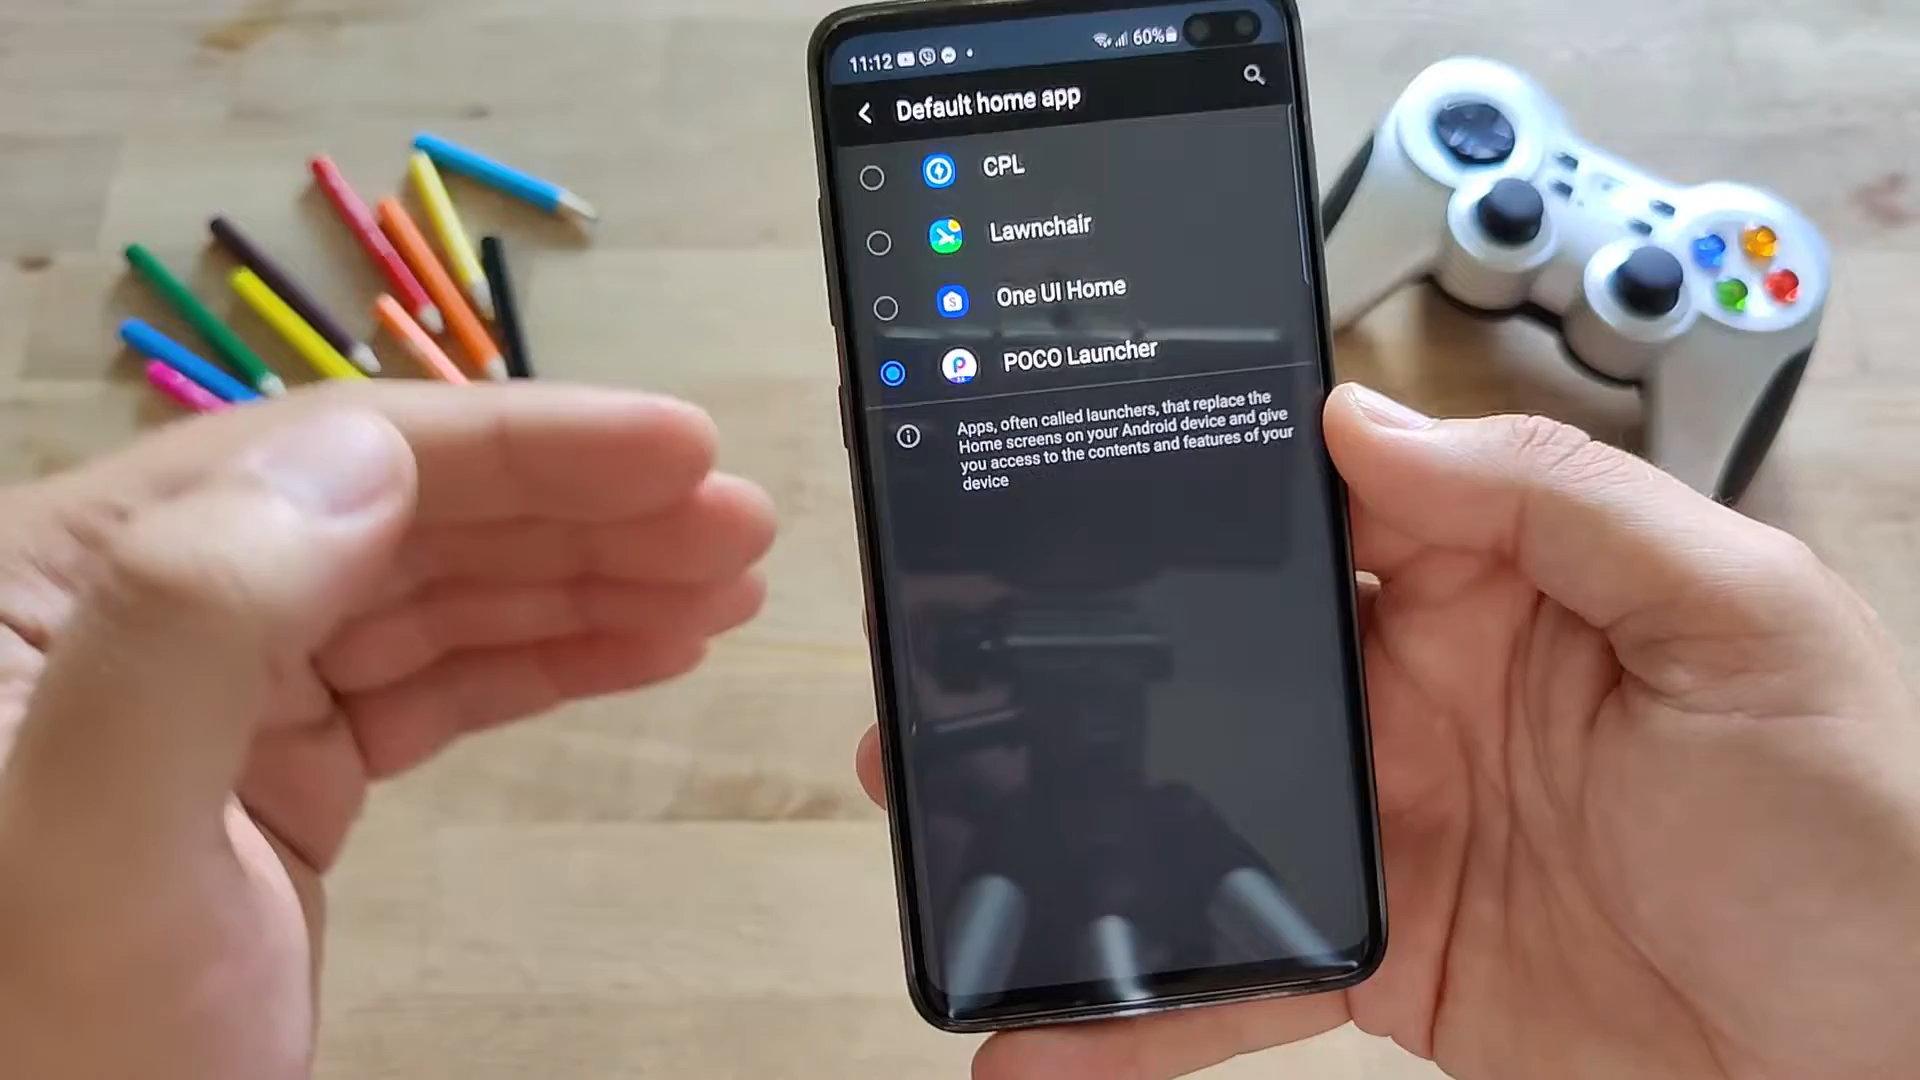 11:12
60%
Default home app
CPL
Lawnchair
One UI Home
POCO Launcher
Apps, often called launchers, that replace the
Home screens on your Android device and give
you access to the contents and features of your
device